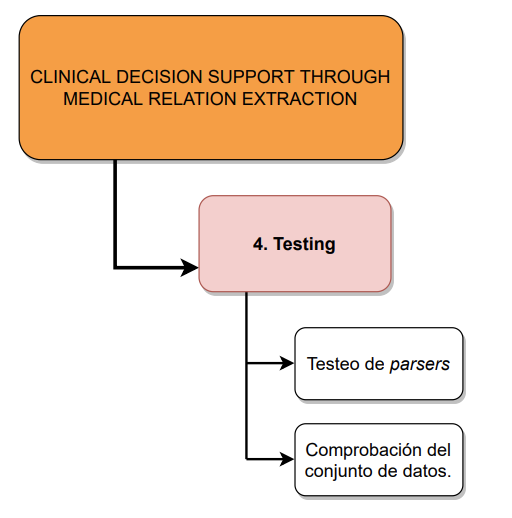 CLINICAL DECISION SUPPORT THROUGH
MEDICAL RELATION EXTRACTION
4. Testing
Testeo de parsers
Comprobación del
conjunto de datos.